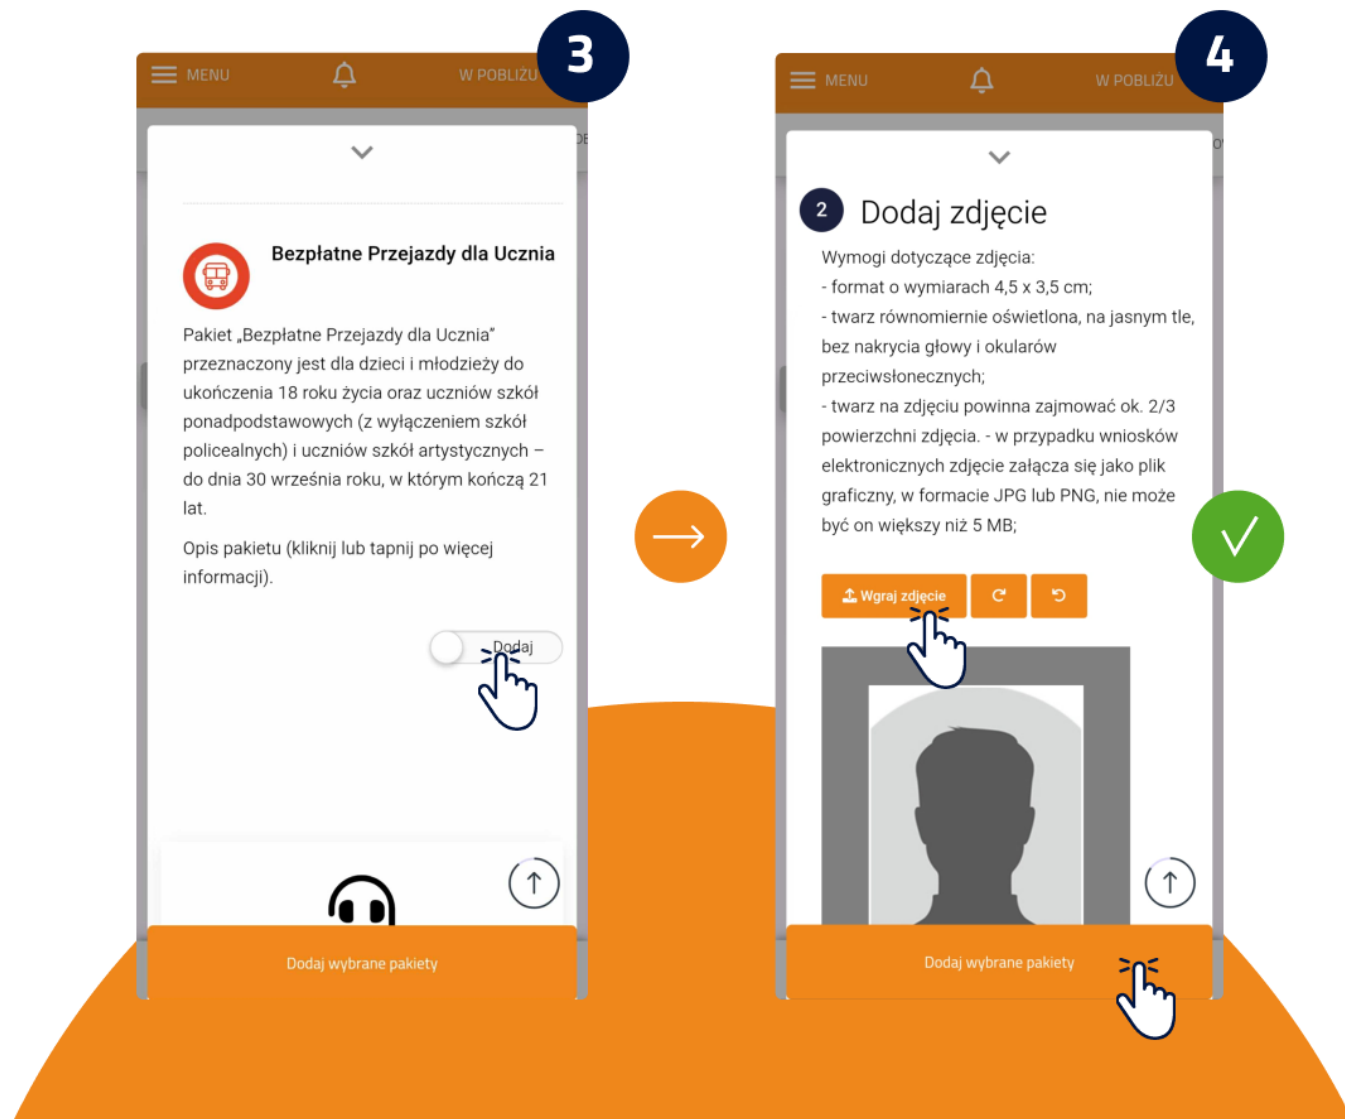 3
MENU
W POBLIŻU
Bezpłatne Przejazdy dla Ucznia
Pakiet „Bezpłatne Przejazdy dla Ucznia”
przeznaczony jest dla dzieci i młodzieży do
ukończenia 18 roku życia oraz uczniów szkół
ponadpodstawowych (z wyłączeniem szkół
policealnych) i uczniów szkół artystycznych –
do dnia 30 września roku, w którym kończą 21
lat.
Opis pakietu (kliknij lub tapnij po więcej
informacji).
Dodaj
Dodaj wybrane pakiety
4
MENU
W POBLIŻU
2 Dodaj zdjęcie
Wymogi dotyczące zdjęcia:
- format o wymiarach 4,5 x 3,5 cm;
- twarz równomiernie oświetlona, na jasnym tle,
bez nakrycia głowy i okularów
przeciwsłonecznych;
- twarz na zdjęciu powinna zajmować ok. 2/3
powierzchni zdjęcia. - w przypadku wniosków
elektronicznych zdjęcie załącza się jako plik
graficzny, w formacie JPG lub PNG, nie może
być on większy niż 5 MB;
Wgraj zdjęcie
Dodaj wybrane pakiety